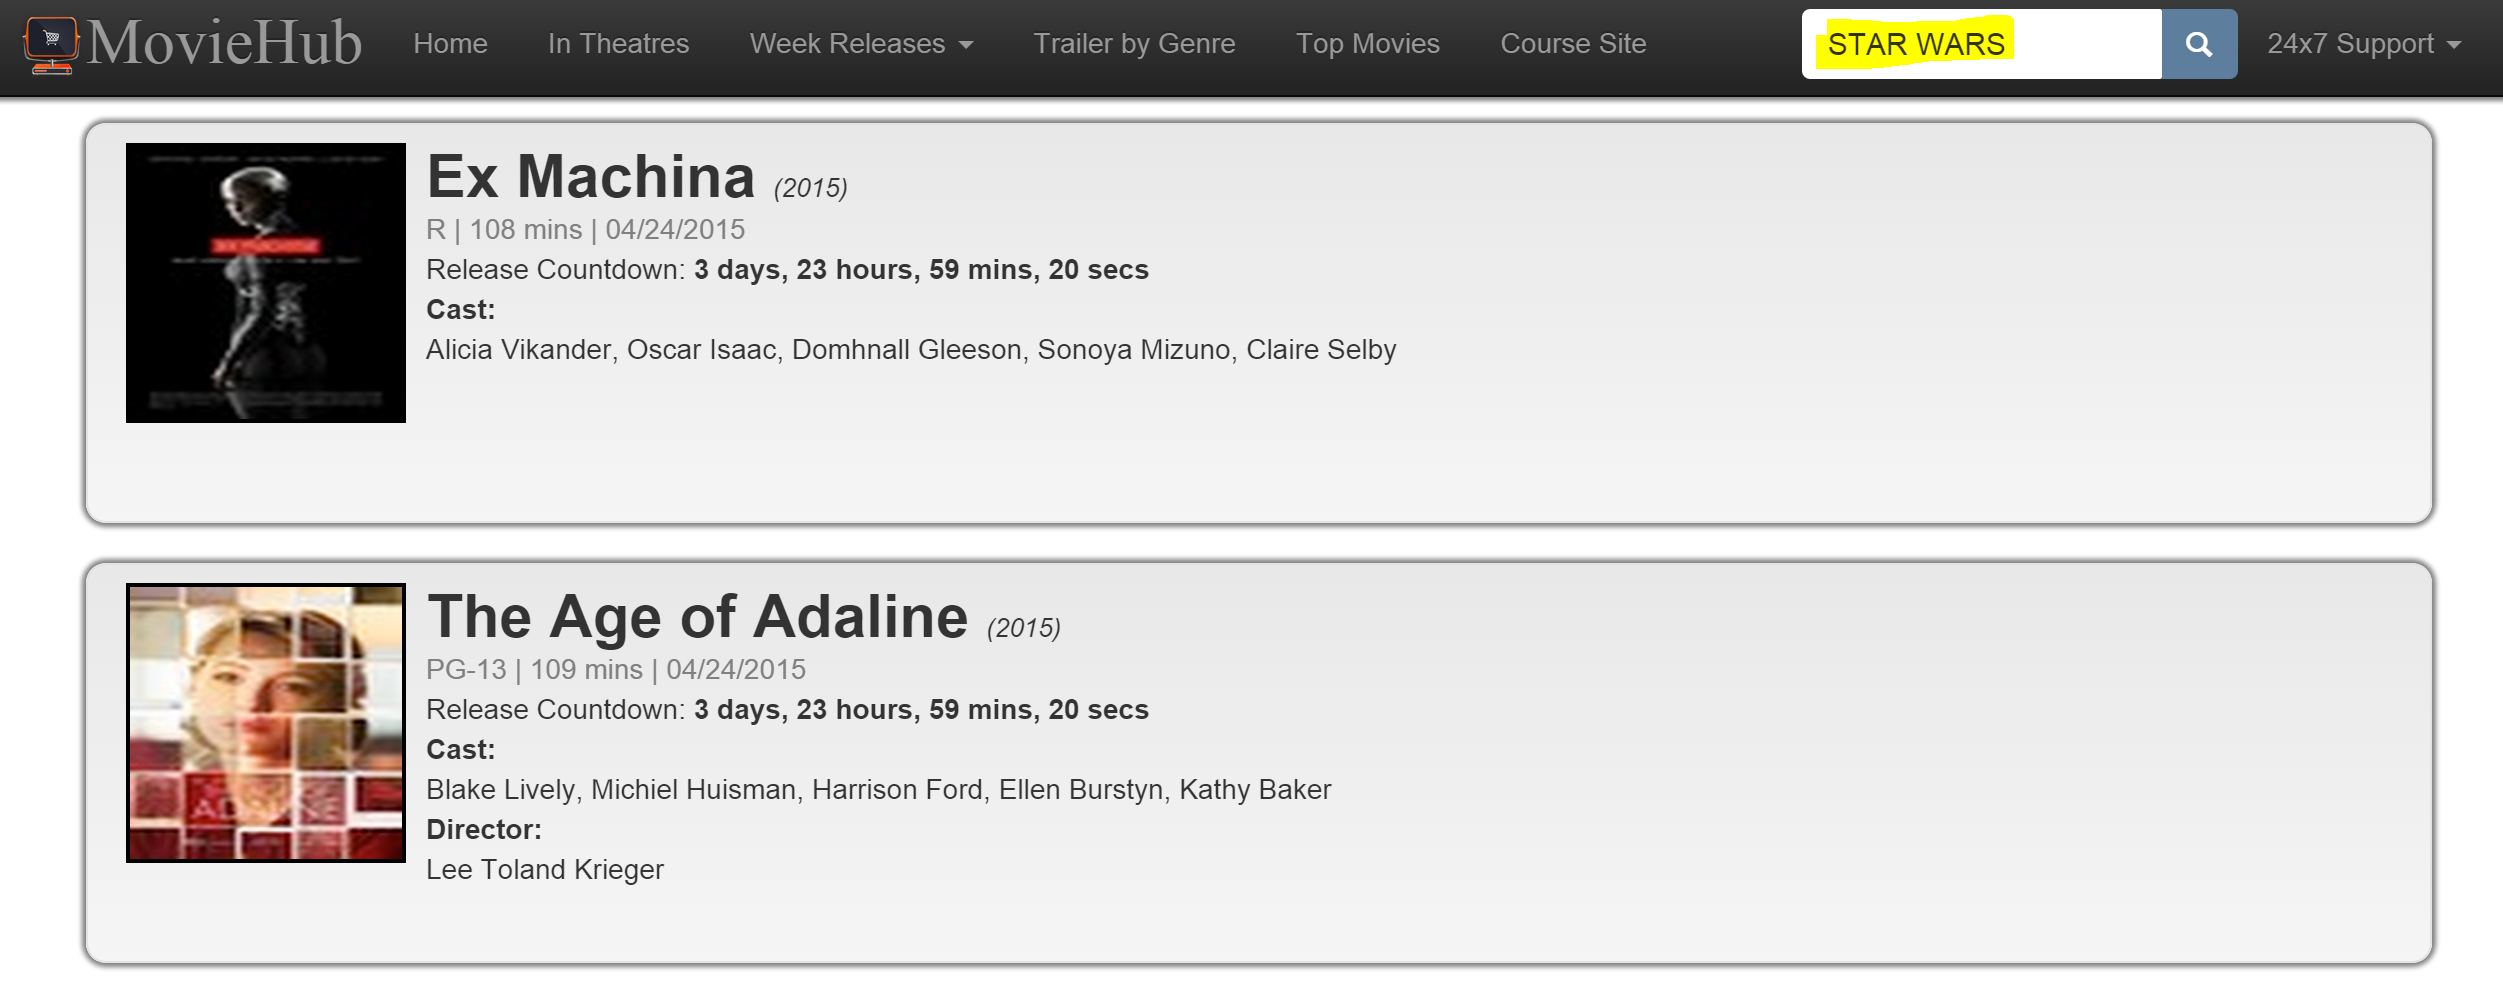 MovieHub Home In Theatres Week Releases Trailer by Genre Top Movies Course Site STAR WARS 24x7 Support
Ex Machina (2015)
R | 108 mins | 04/24/2015
Release Countdown: 3 days, 23 hours, 59 mins, 20 secs
Cast:
Alicia Vikander, Oscar Isaac, Domhnall Gleeson, Sonoya Mizuno, Claire Selby
EX MACHINA
The Age of Adaline (2015)
PG-13 | 109 mins | 04/24/2015
Release Countdown: 3 days, 23 hours, 59 mins, 20 secs
Cast:
Blake Lively, Michiel Huisman, Harrison Ford, Ellen Burstyn, Kathy Baker
Director:
Lee Toland Krieger